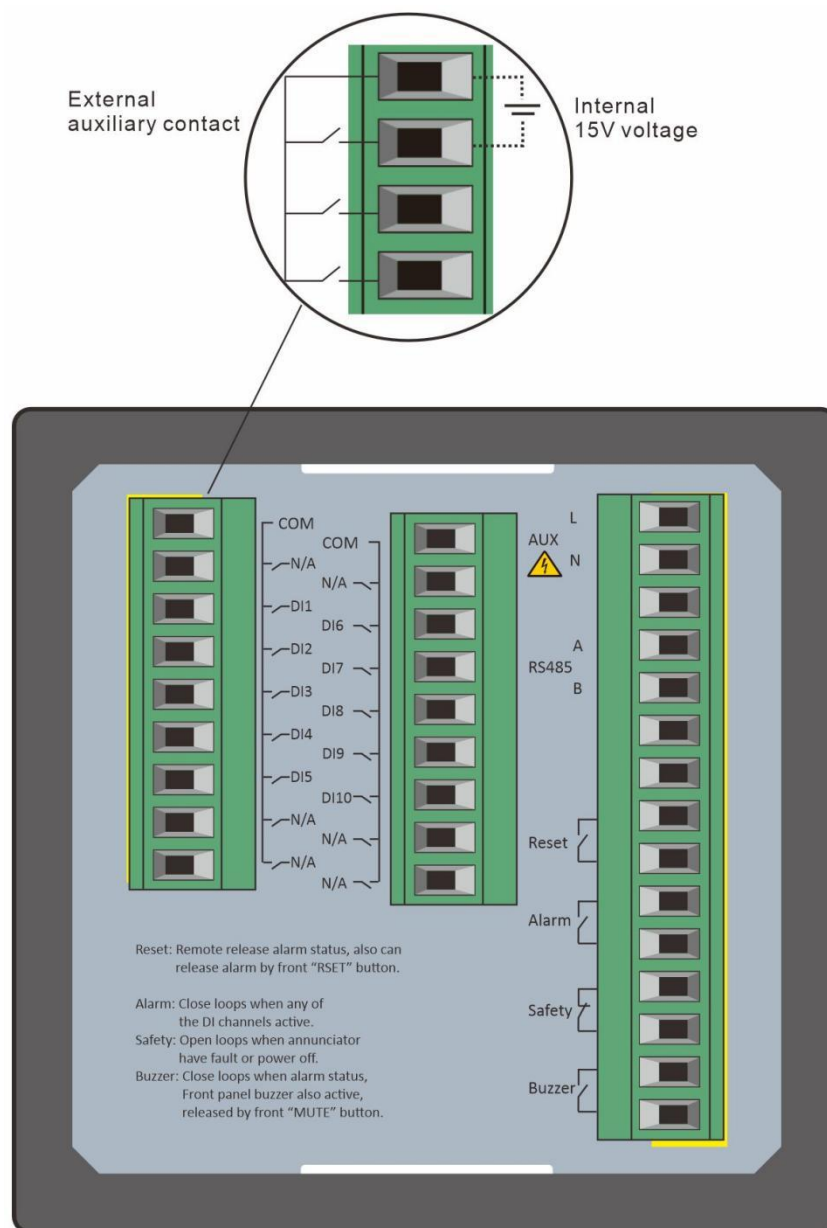 External
auxiliary contact
Internal
15V voltage
COM
N/A
DI1
DI2
DI3
DI4
DI5
N/A
N/A
COM
N/A
DI6
DI7
DI8
DI9
DI10
N/A
N/A
L
AUX
N
A
RS485
B
Reset
Alarm
Safety
Buzzer
Reset: Remote release alarm status, also can
release alarm by front “RSET” button.
Alarm: Close loops when any of
the DI channels active.
Safety: Open loops when annunciator
have fault or power off.
Buzzer: Close loops when alarm status,
Front panel buzzer also active,
released by front “MUTE” button.